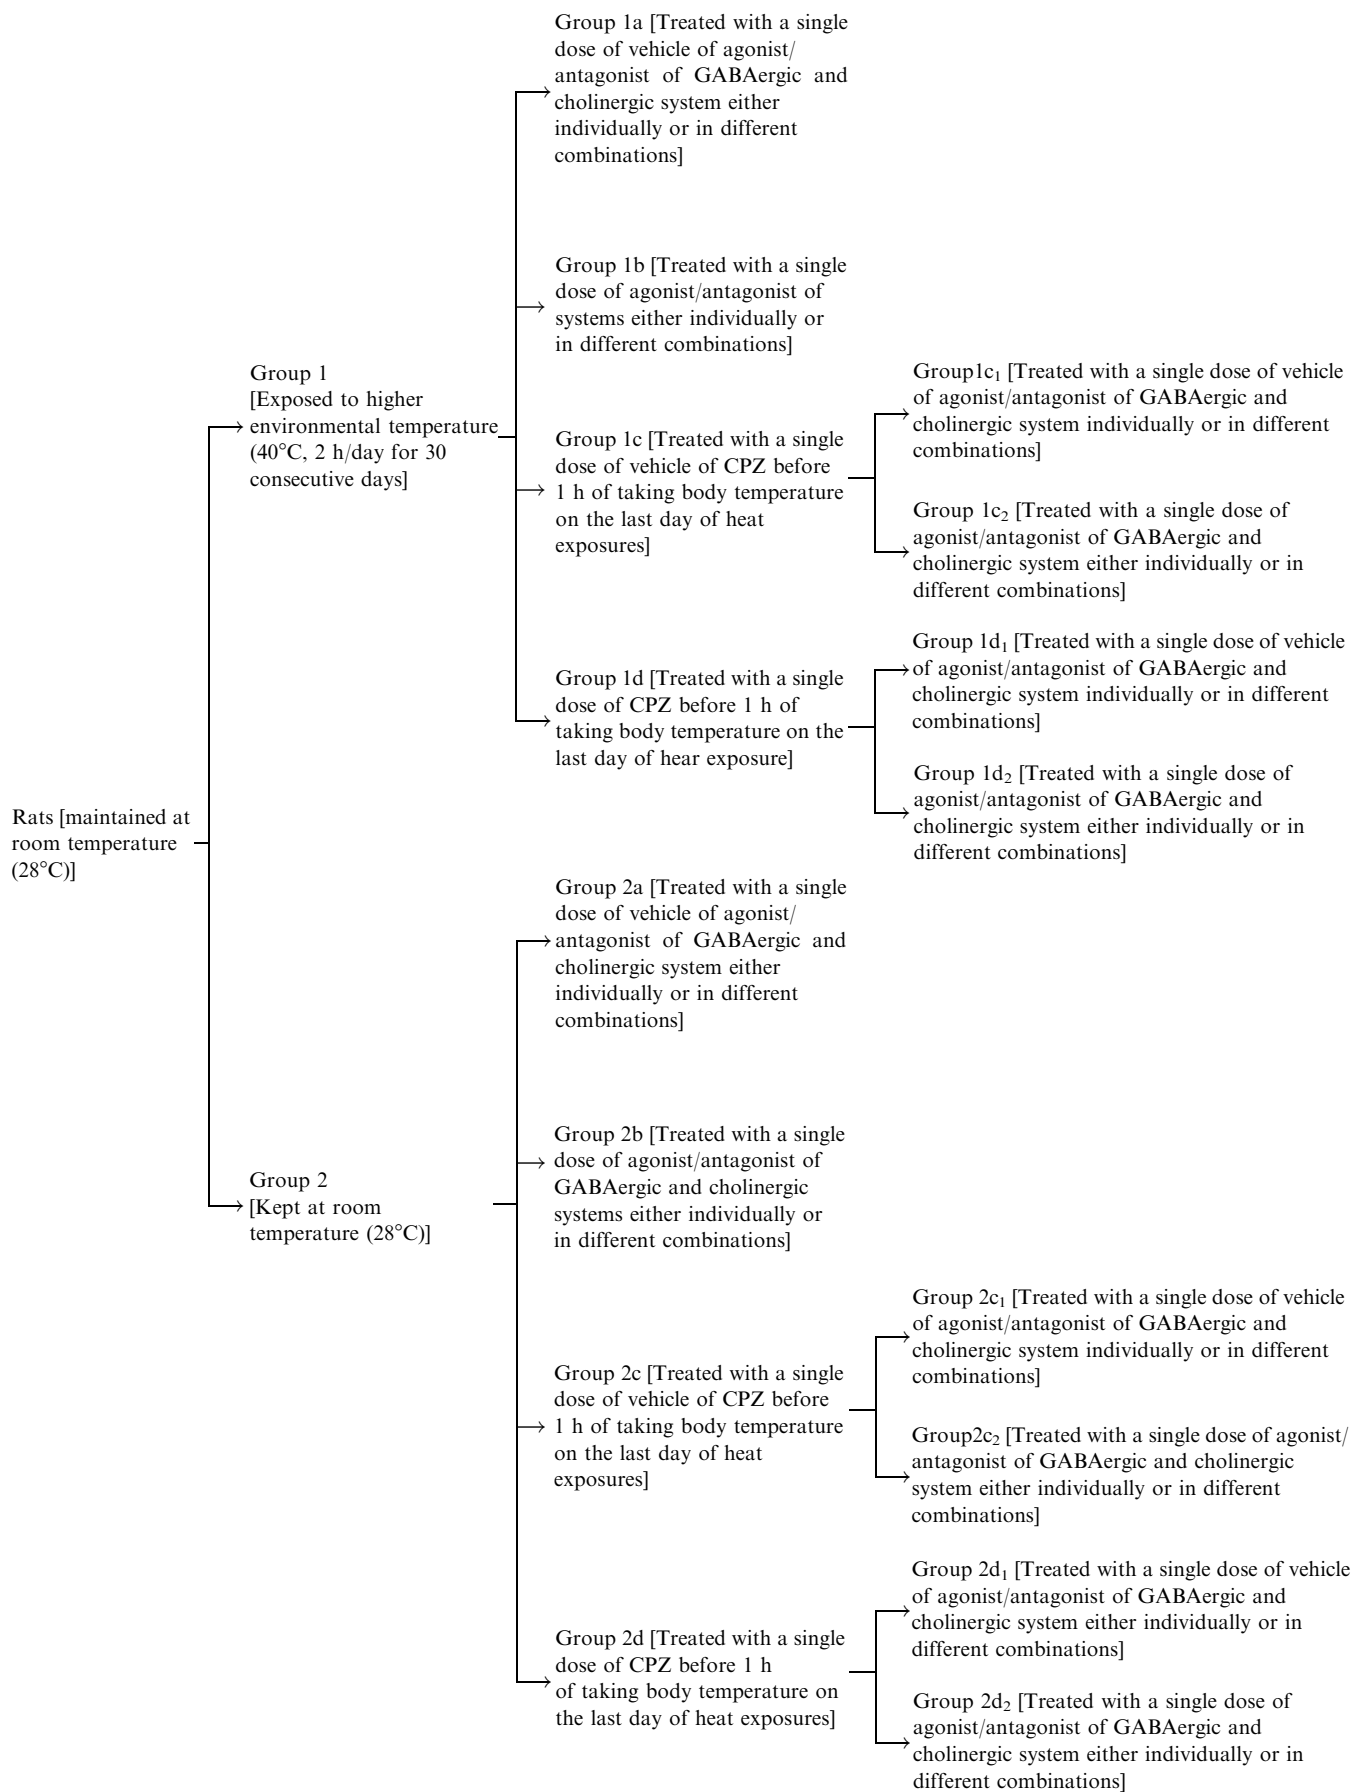 Rats [maintained at
room temperature
(28°C)]
Group 1
[Exposed to higher
environmental temperature
(40°C, 2 h/day for 30
consecutive days]
Group 1a [Treated with a single
dose of vehicle of agonist/
antagonist of GABAergic and
cholinergic system either
individually or in different
combinations]
Group 1b [Treated with a single
dose of agonist/antagonist of
systems either individually or
in different combinations]
Group 1c [Treated with a single
dose of vehicle of CPZ before
1 h of taking body temperature
on the last day of heat
exposures]
Group1c₁ [Treated with a single dose of vehicle
of agonist/antagonist of GABAergic and
cholinergic system individually or in different
combinations]
Group 1c₂ [Treated with a single dose of
agonist/antagonist of GABAergic and
cholinergic system either individually or in
different combinations]
Group 1d [Treated with a single
dose of CPZ before 1 h of
taking body temperature on the
last day of hear exposure]
Group 1d₁ [Treated with a single dose of vehicle
of agonist/antagonist of GABAergic and
cholinergic system individually or in different
combinations]
Group 1d₂ [Treated with a single dose of
agonist/antagonist of GABAergic and
cholinergic system either individually or in
different combinations]
Group 2
[Kept at room
temperature (28°C)]
Group 2a [Treated with a single
dose of vehicle of agonist/
antagonist of GABAergic and
cholinergic system either
individually or in different
combinations]
Group 2b [Treated with a single
dose of agonist/antagonist of
GABAergic and cholinergic
systems either individually or
in different combinations]
Group 2c [Treated with a single
dose of vehicle of CPZ before
1 h of taking body temperature
on the last day of heat
exposures]
Group 2c₁ [Treated with a single dose of vehicle
of agonist/antagonist of GABAergic and
cholinergic system individually or in different
combinations]
Group2c₂ [Treated with a single dose of agonist/
antagonist of GABAergic and cholinergic
system either individually or in different
combinations]
Group 2d [Treated with a single
dose of CPZ before 1 h
of taking body temperature on
the last day of heat exposures]
Group 2d₁ [Treated with a single dose of vehicle
of agonist/antagonist of GABAergic and
cholinergic system either individually or in
different combinations]
Group 2d₂ [Treated with a single dose of
agonist/antagonist of GABAergic and
cholinergic system either individually or in
different combinations]